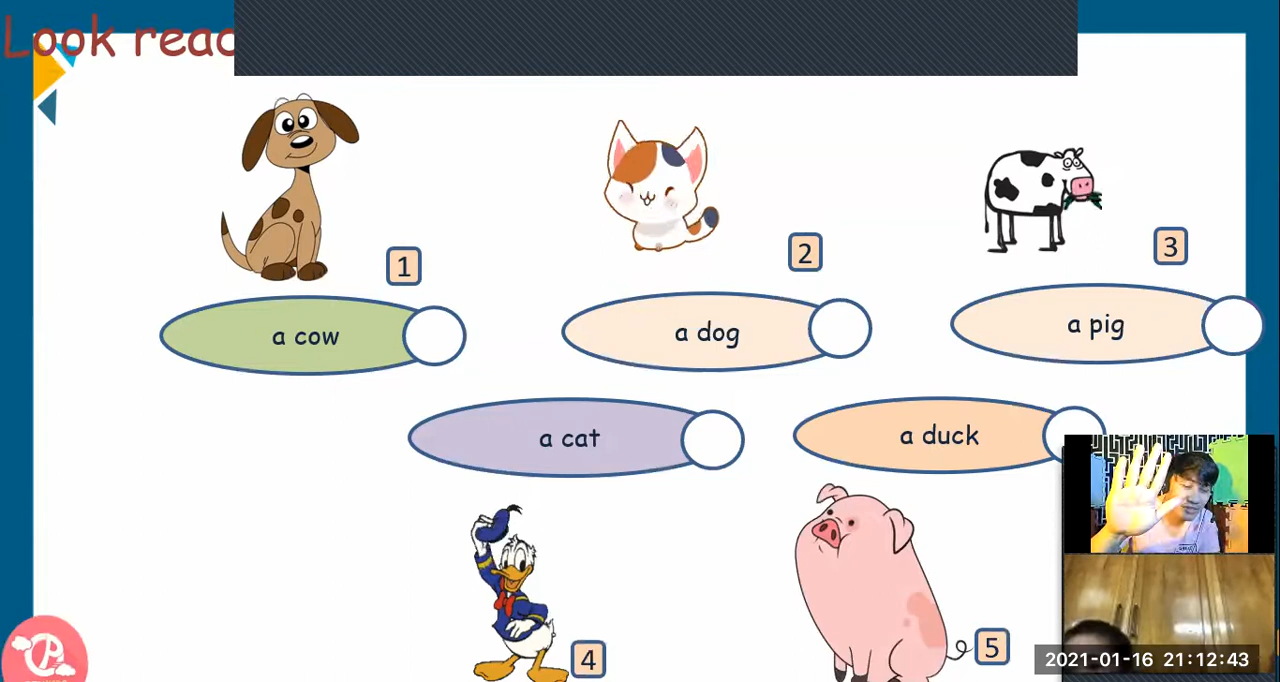 Look read
1
2
3
a cow
a dog
a pig
a cat
a duck
4
5
2021-01-16 21:12:43